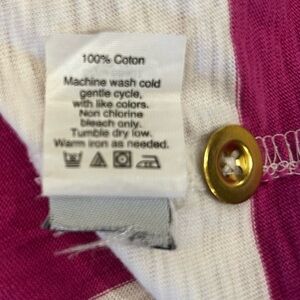 100% Coton
Machine wash cold
gentle cycle,
with like colors.
Non chlorine
bleach only.
Tumble dry low.
Warm iron as needed.